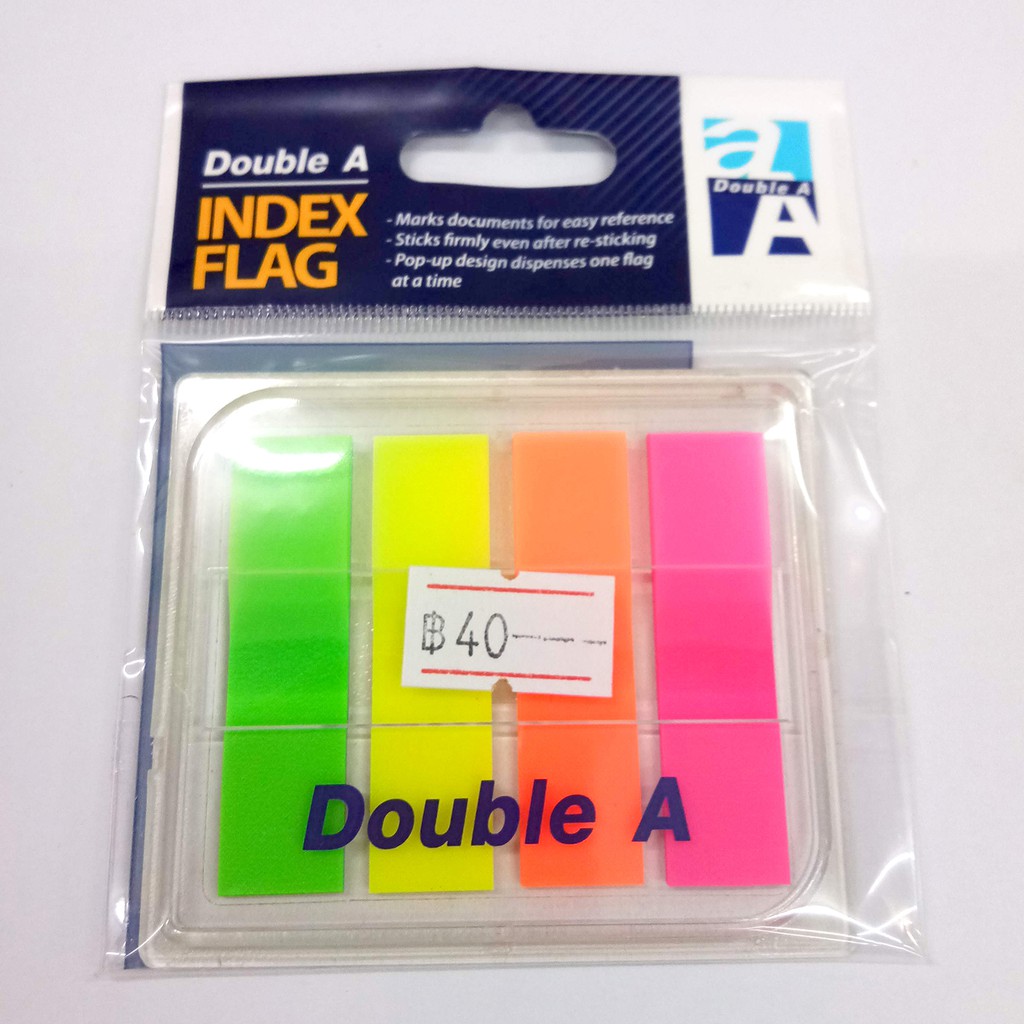 Double A
INDEX
FLAG
- Marks documents for easy reference
- Sticks firmly even after re-sticking
- Pop-up design dispenses one flag
at a time
a
Double A
A
฿40----
Double A